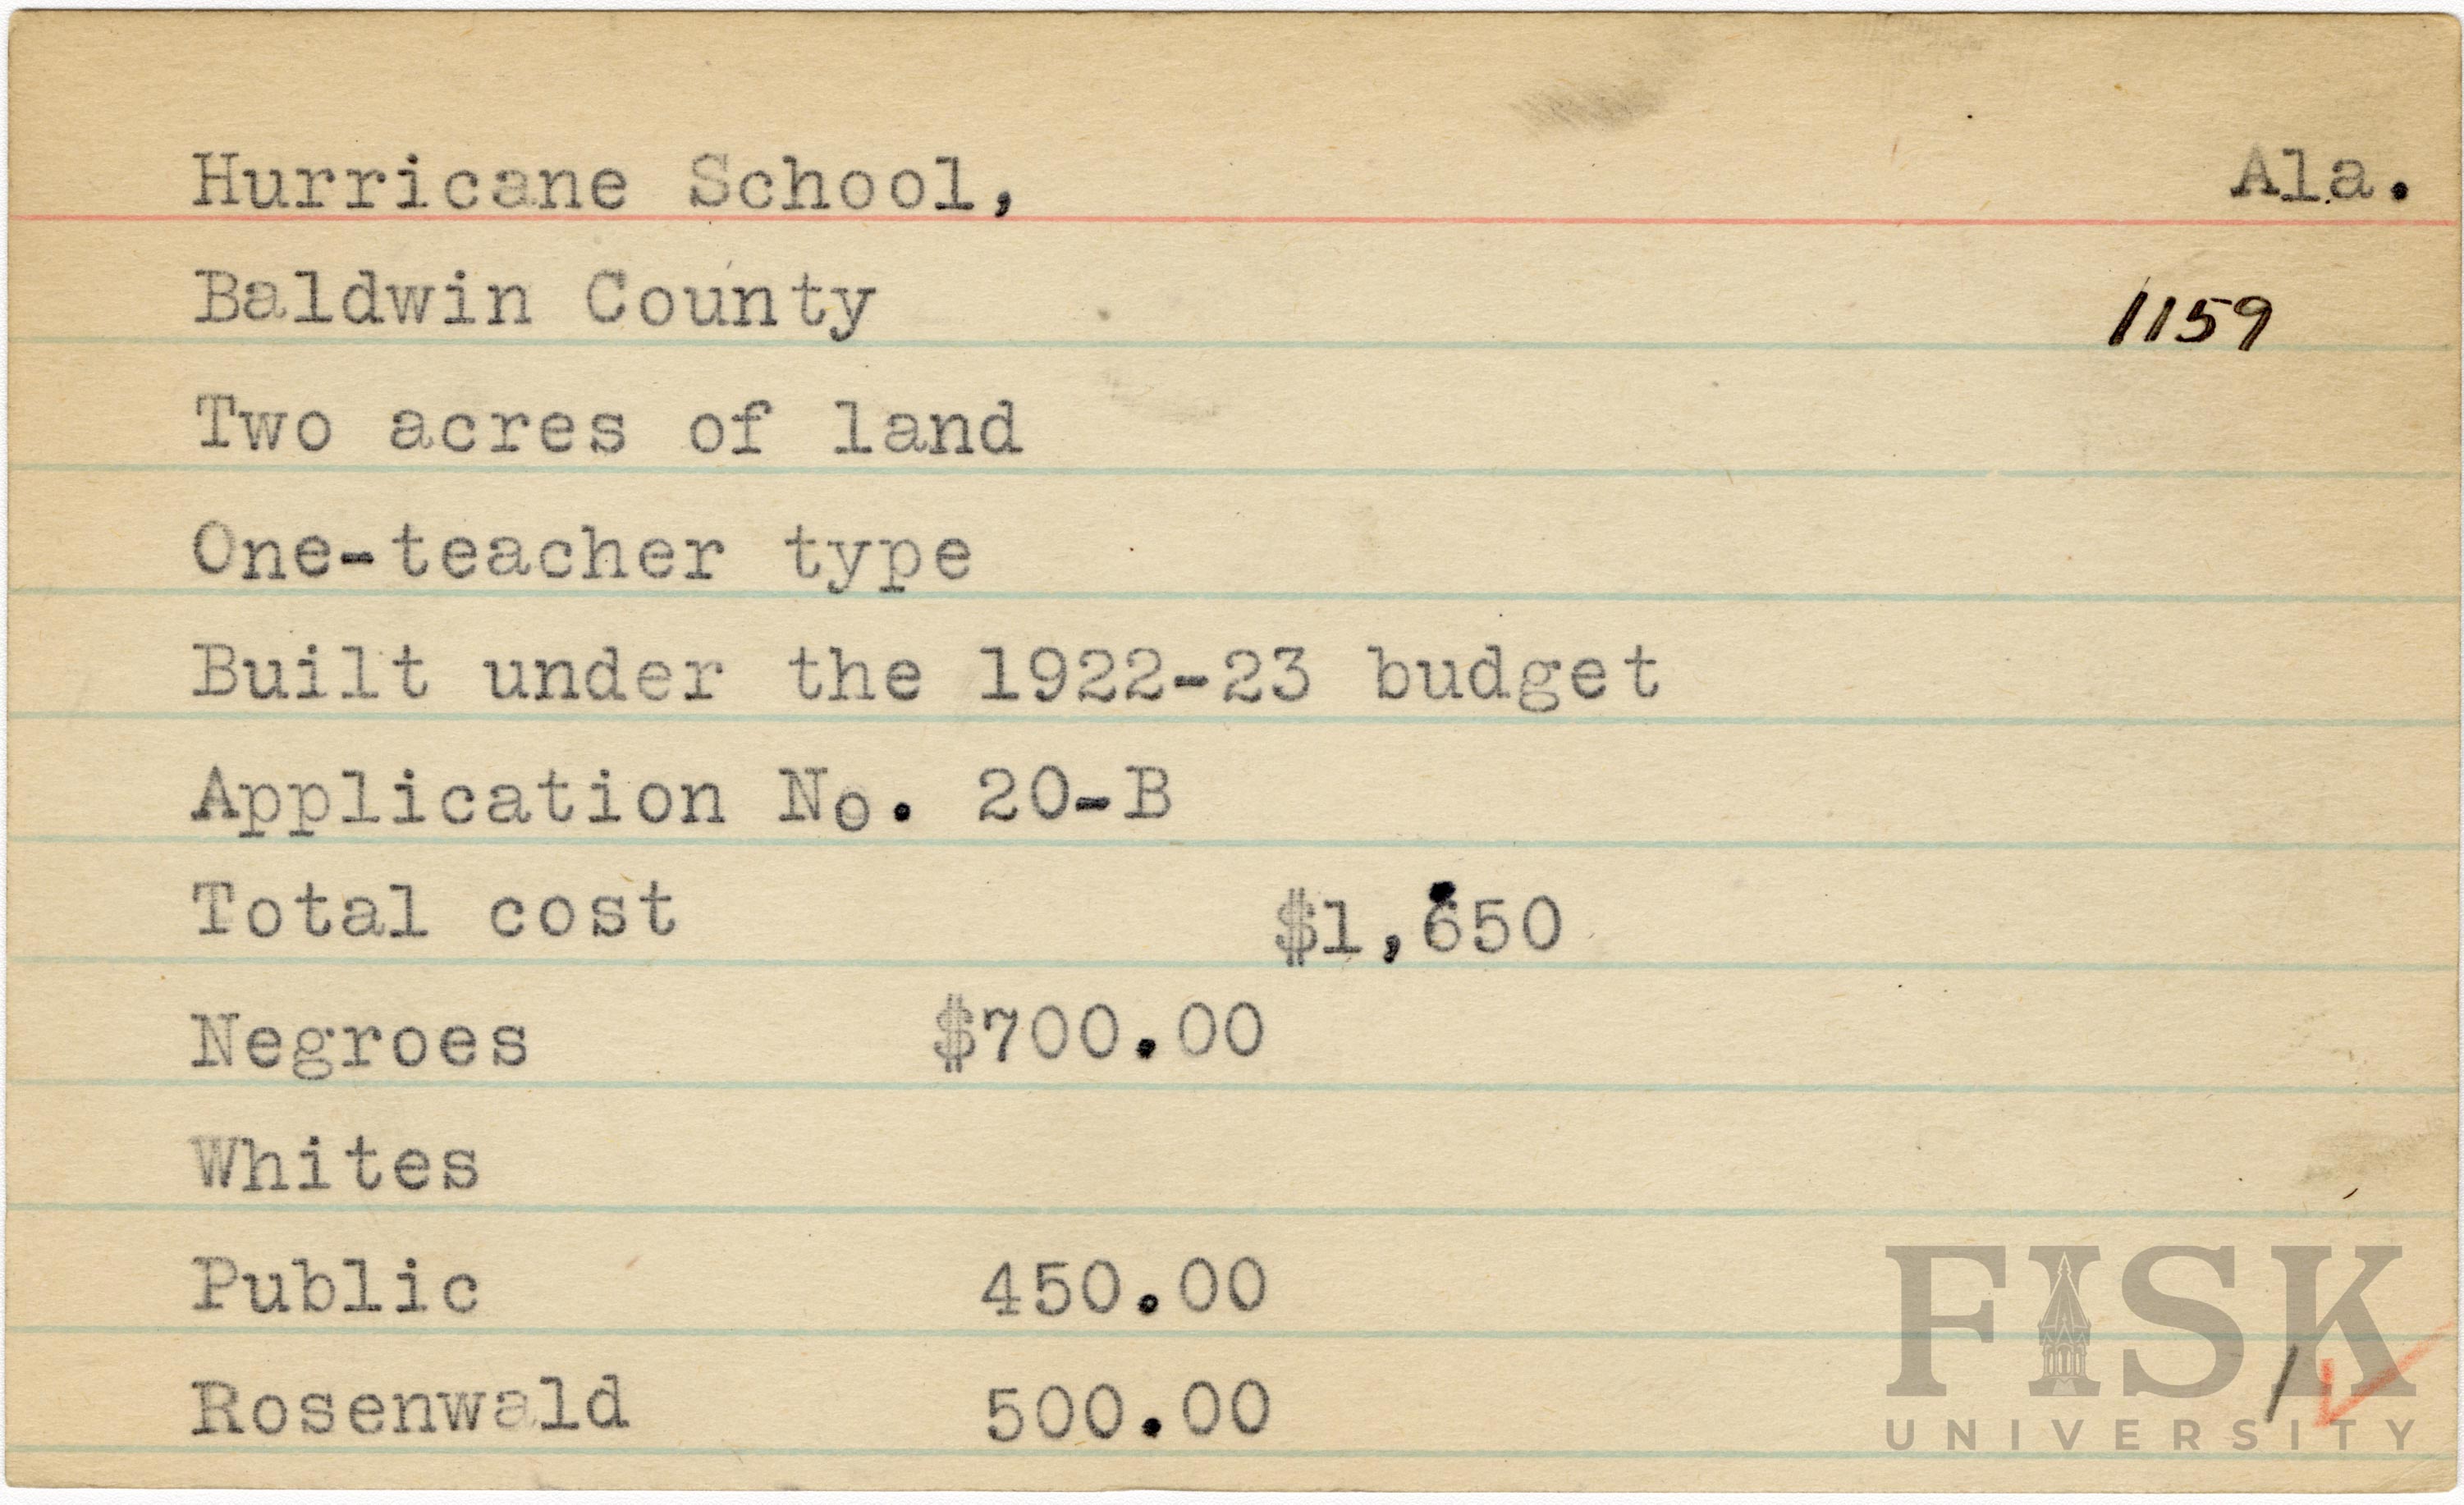 Hurricane School, Ala.
Baldwin County 1159
Two acres of land
One-teacher type
Built under the 1922-23 budget
Application No. 20-B
Total cost $1,650
Negroes $700.00
Whites
Public 450.00
Rosenwald 500.00
FISK
UNIVERSITY